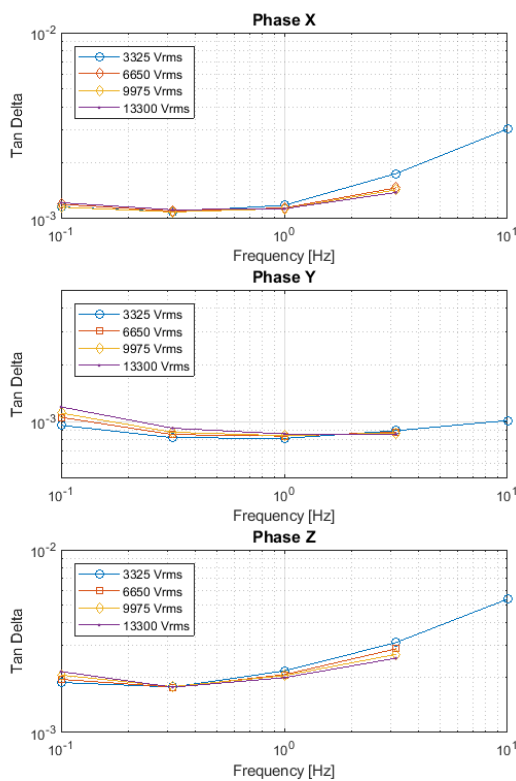 Phase X
10^-2
3325 Vrms
6650 Vrms
9975 Vrms
13300 Vrms
Tan Delta
10^-3
10^-1
10^0
10^1
Frequency [Hz]
Phase Y
3325 Vrms
6650 Vrms
9975 Vrms
13300 Vrms
Tan Delta
10^-3
10^-1
10^0
10^1
Frequency [Hz]
Phase Z
10^-2
3325 Vrms
6650 Vrms
9975 Vrms
13300 Vrms
Tan Delta
10^-3
10^-1
10^0
10^1
Frequency [Hz]